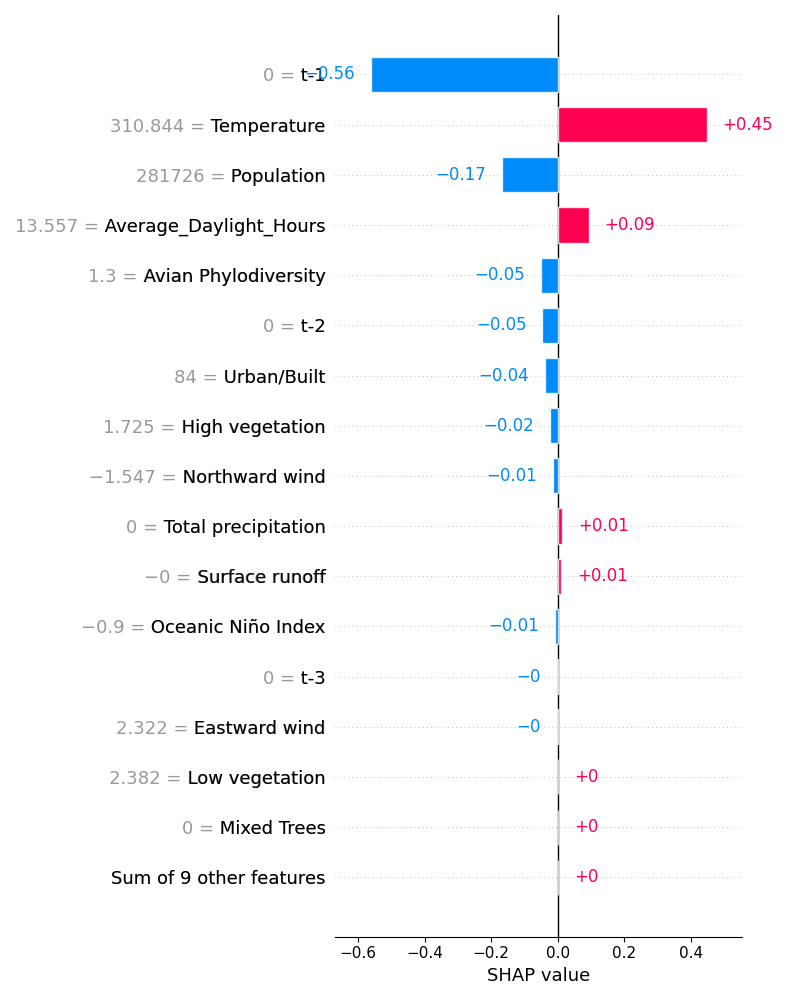 0 = t-1 −0.56
310.844 = Temperature +0.45
281726 = Population −0.17
13.557 = Average_Daylight_Hours +0.09
1.3 = Avian Phylodiversity −0.05
0 = t-2 −0.05
84 = Urban/Built −0.04
1.725 = High vegetation −0.02
−1.547 = Northward wind −0.01
0 = Total precipitation +0.01
−0 = Surface runoff +0.01
−0.9 = Oceanic Niño Index −0.01
0 = t-3 −0
2.322 = Eastward wind −0
2.382 = Low vegetation +0
0 = Mixed Trees +0
Sum of 9 other features +0
−0.6 −0.4 −0.2 0.0 0.2 0.4
SHAP value